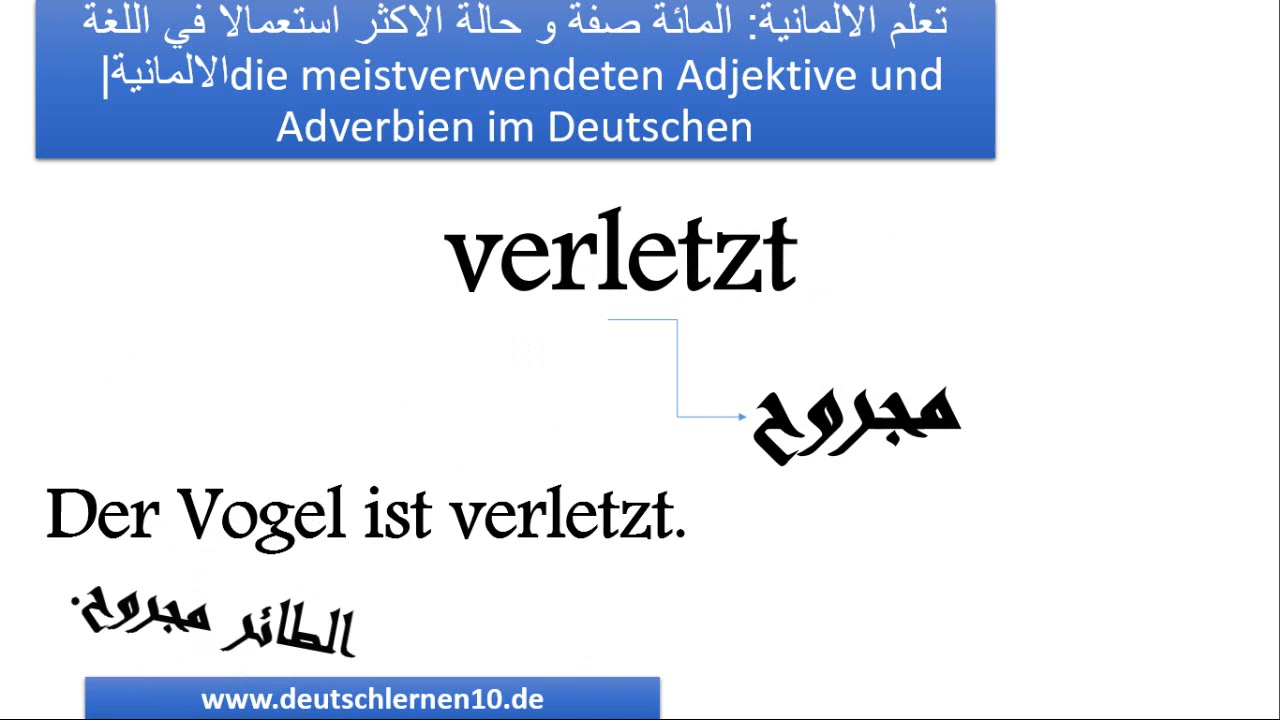 تعلم الالمانية: المائة صفة و حالة الاكثر استعمالا في اللغة
الالمانية|die meistverwendeten Adjektive und
Adverbien im Deutschen
verletzt
مجروح
Der Vogel ist verletzt.
الطائر مجروح.
www.deutschlernen10.de